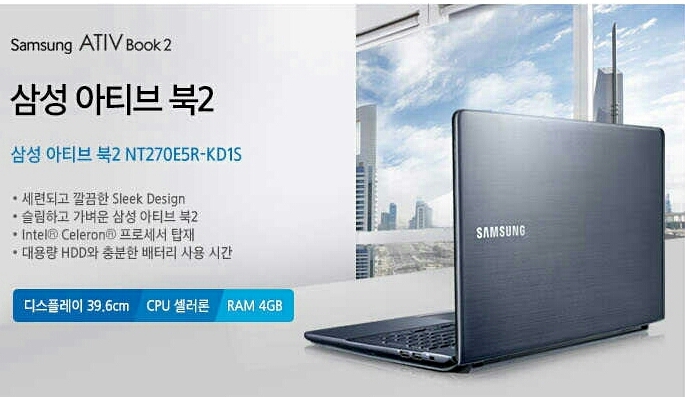 Samsung ATIV Book 2
삼성 아티브 북2
삼성 아티브 북2 NT270E5R-KD1S
• 세련되고 깔끔한 Sleek Design
• 슬림하고 가벼운 삼성 아티브 북2
• Intel® Celeron® 프로세서 탑재
• 대용량 HDD와 충분한 배터리 사용 시간
디스플레이 39.6cm CPU 셀러론 RAM 4GB
SAMSUNG